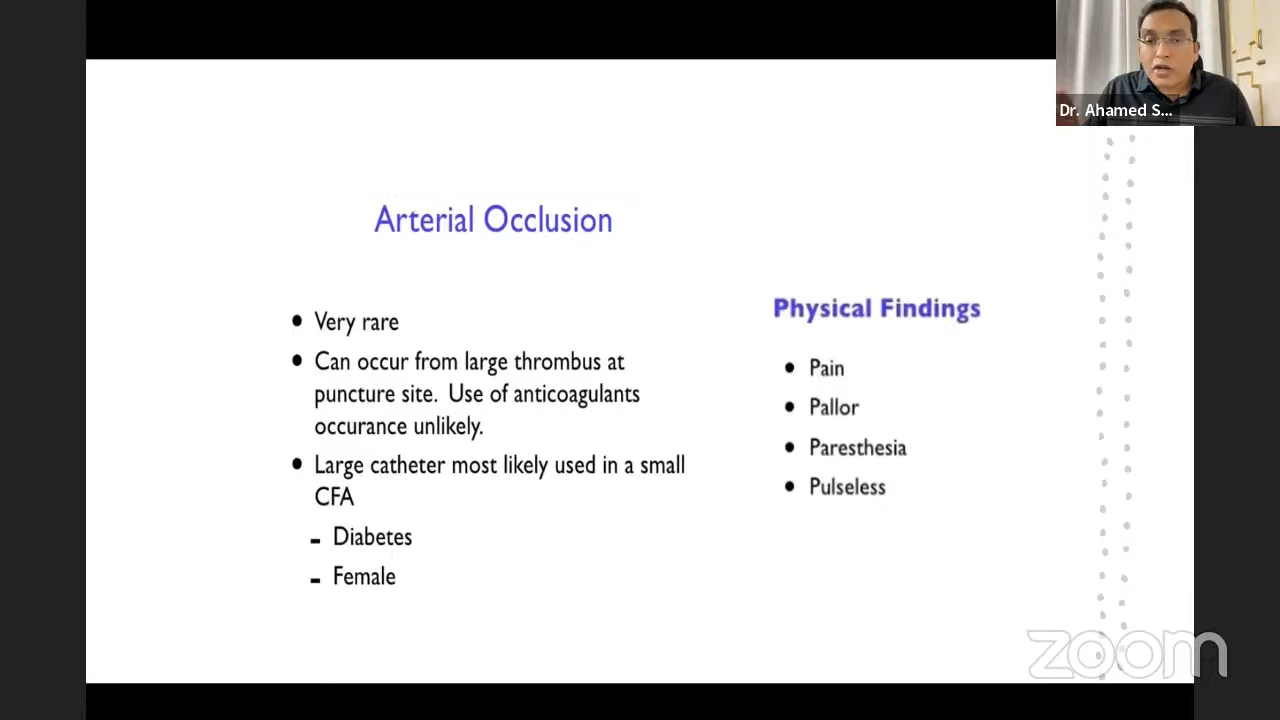 Dr. Ahamed S...
Arterial Occlusion
• Very rare
• Can occur from large thrombus at
puncture site. Use of anticoagulants
occurance unlikely.
• Large catheter most likely used in a small
CFA
- Diabetes
- Female
Physical Findings
• Pain
• Pallor
• Paresthesia
• Pulseless
zoom